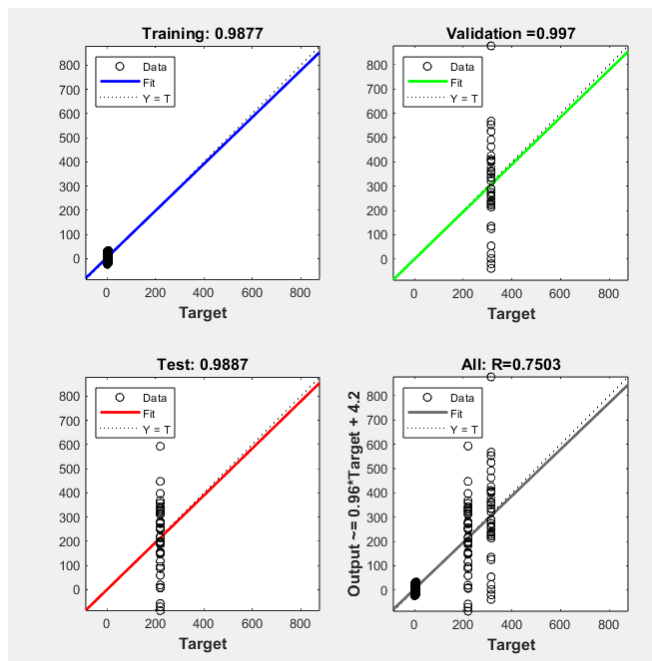 Training: 0.9877
Data
Fit
Y = T
800
700
600
500
400
300
200
100
0
0 200 400 600 800
Target
Validation =0.997
Data
Fit
Y = T
800
700
600
500
400
300
200
100
0
0 200 400 600 800
Target
Test: 0.9887
Data
Fit
Y = T
800
700
600
500
400
300
200
100
0
0 200 400 600 800
Target
All: R=0.7503
Output ~= 0.96*Target + 4.2
Data
Fit
Y = T
800
700
600
500
400
300
200
100
0
0 200 400 600 800
Target